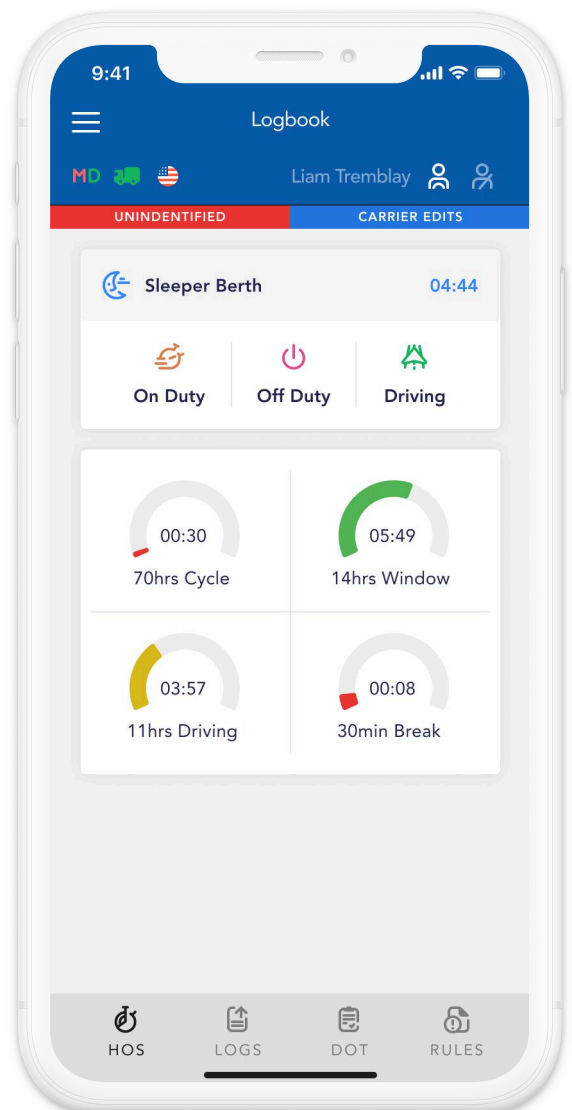 9:41
Logbook
MD
Liam Tremblay
UNINDENTIFIED
CARRIER EDITS
Sleeper Berth 04:44
On Duty Off Duty Driving
00:30 05:49
70hrs Cycle 14hrs Window
03:57 00:08
11hrs Driving 30min Break
HOS LOGS DOT RULES